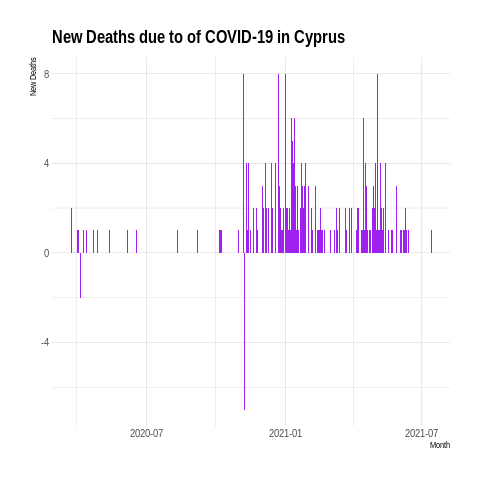 New Deaths due to of COVID-19 in Cyprus
New Deaths
8
4
0
-4
2020-07
2021-01
2021-07
Month